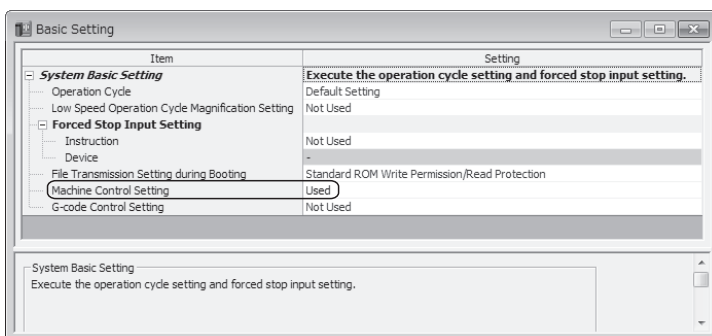 Basic Setting
Item Setting
System Basic Setting Execute the operation cycle setting and forced stop input setting.
Operation Cycle Default Setting
Low Speed Operation Cycle Magnification Setting Not Used
Forced Stop Input Setting
Instruction Not Used
Device -
File Transmission Setting during Booting Standard ROM Write Permission/Read Protection
Machine Control Setting Used
G-code Control Setting Not Used
System Basic Setting
Execute the operation cycle setting and forced stop input setting.